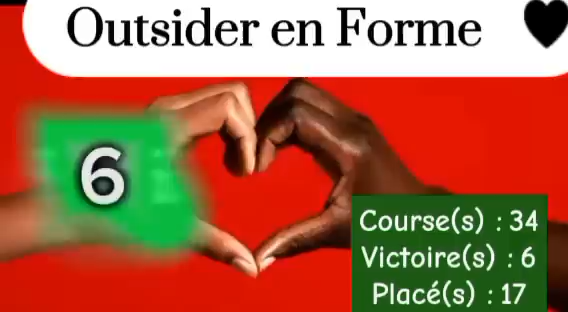 Outsider en Forme
6
Course(s) : 34
Victoire(s) : 6
Placé(s) : 17